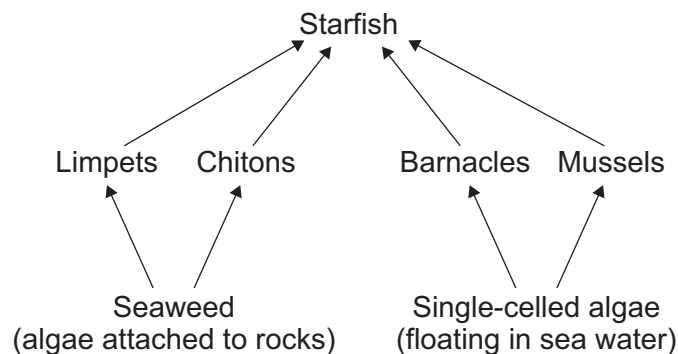 Starfish
Limpets
Chitons
Barnacles
Mussels
Seaweed
(algae attached to rocks)
Single-celled algae
(floating in sea water)